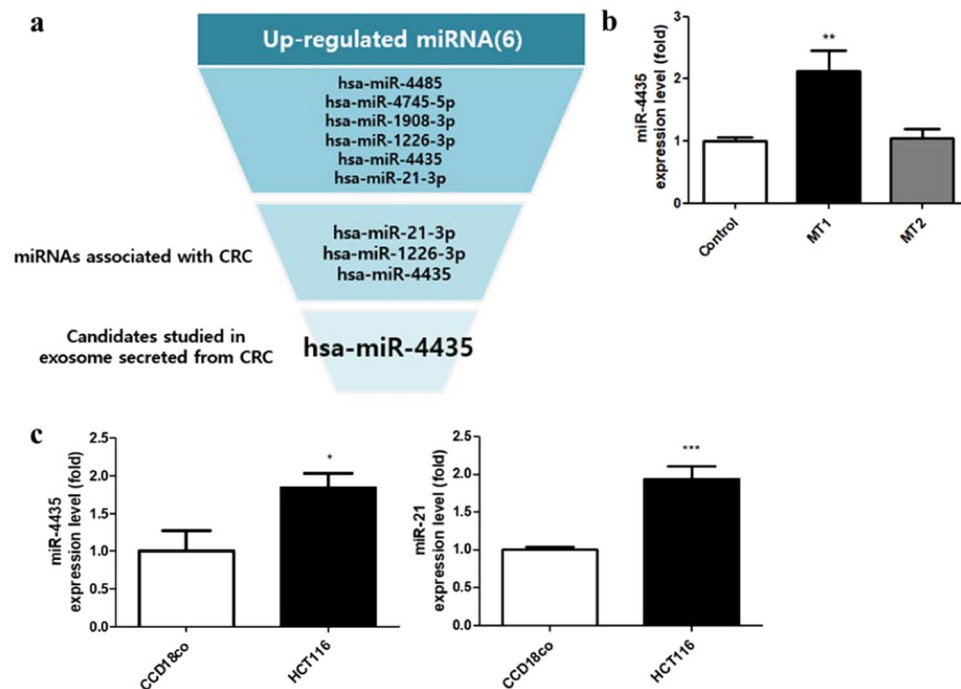 a
Up-regulated miRNA(6)
hsa-miR-4485
hsa-miR-4745-5p
hsa-miR-1908-3p
hsa-miR-1226-3p
hsa-miR-4435
hsa-miR-21-3p
miRNAs associated with CRC
hsa-miR-21-3p
hsa-miR-1226-3p
hsa-miR-4435
Candidates studied in
exosome secreted from CRC
hsa-miR-4435
b
miR-4435
expression level (fold)
3
2
1
0
**
Control
MT1
MT2
c
miR-4435
expression level (fold)
2.5
2.0
1.5
1.0
0.5
0.0
*
CCD18co
HCT116
miR-21
expression level (fold)
2.5
2.0
1.5
1.0
0.5
0.0
***
CCD18co
HCT116